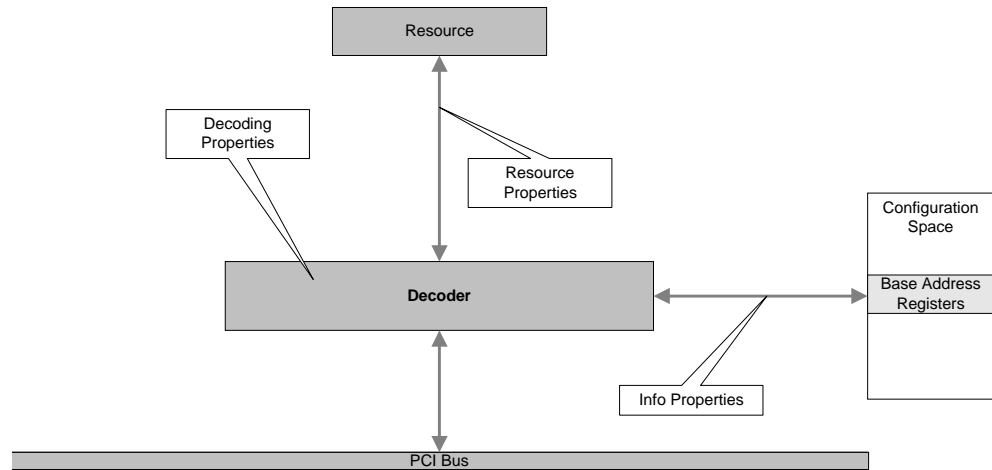 Resource
Decoding
Properties
Resource
Properties
Configuration
Space
Decoder
Base Address
Registers
Info Properties
PCI Bus